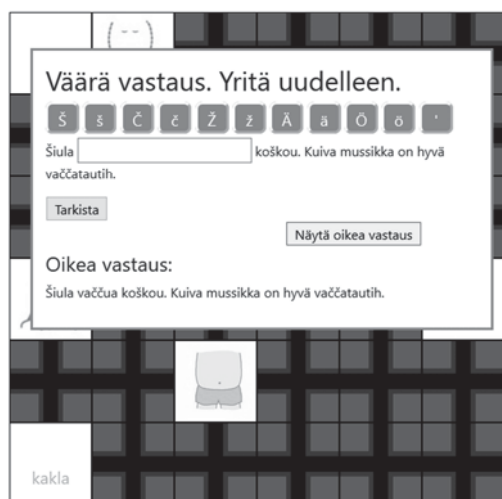 Väärä vastaus. Yritä uudelleen.
Š š Č č Ž ž Ä ä Ö ö '
Šiula koškou. Kuiva mussikka on hyvä
vaččatautih.
Tarkista
Näytä oikea vastaus
Oikea vastaus:
Šiula vaččua koškou. Kuiva mussikka on hyvä vaččatautih.
kakla